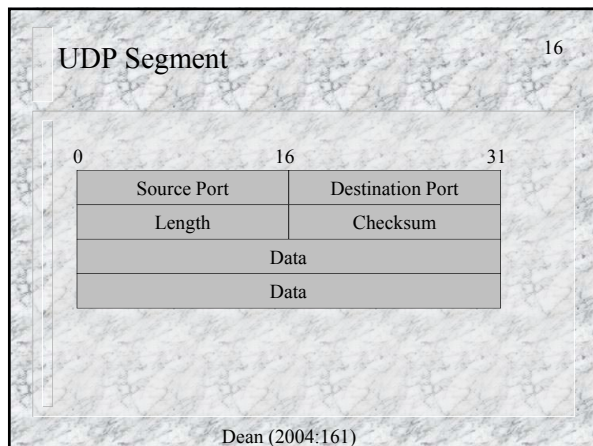 UDP Segment 16
0 16 31
Source Port Destination Port
Length Checksum
Data
Data
Dean (2004:161)